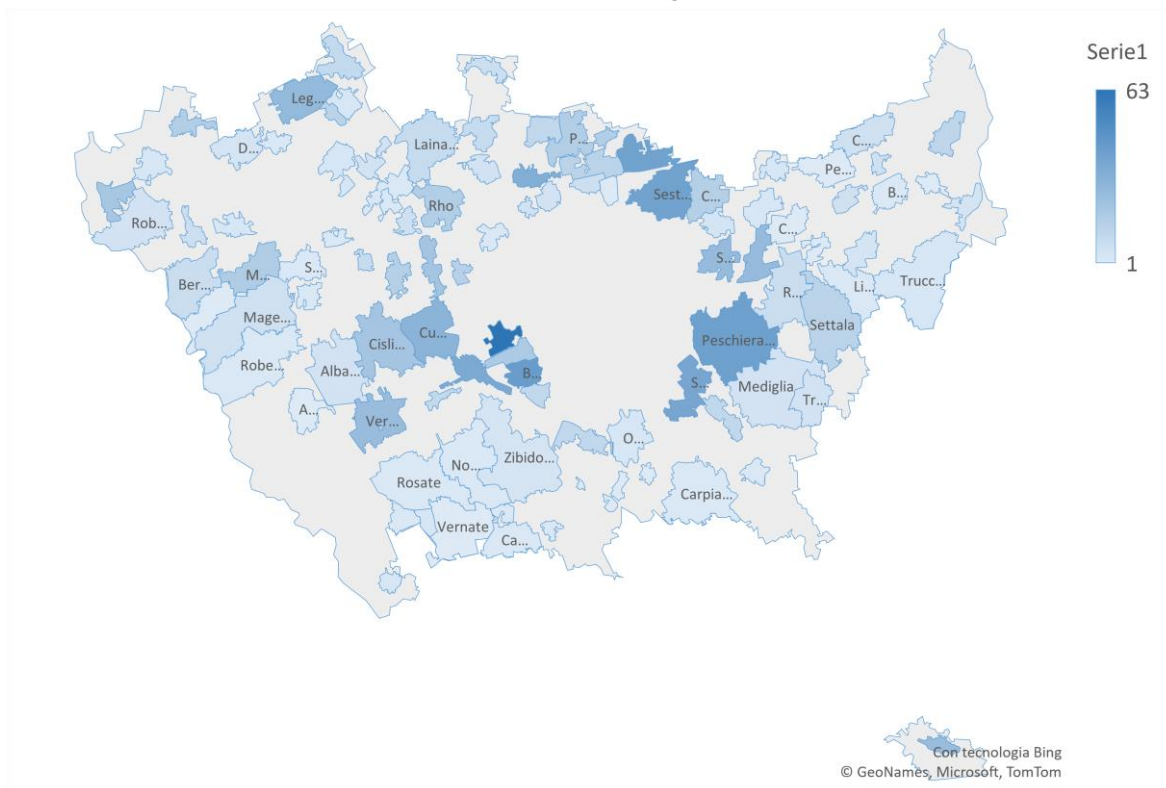 Serie1
63
1
Leg...
D...
Laina...
P...
C...
Pe...
B...
Rob...
Rho
Sest...
C...
C...
Ber...
M...
S...
S...
R...
Li...
Trucc...
Mage...
Settala
Robe...
Alba...
Cisli...
Cu...
Peschiera...
B...
S...
Mediglia
Tr...
A...
Ver...
O...
Rosate
No...
Zibido...
Carpia...
Vernate
Ca...
Con tecnologia Bing
© GeoNames, Microsoft, TomTom